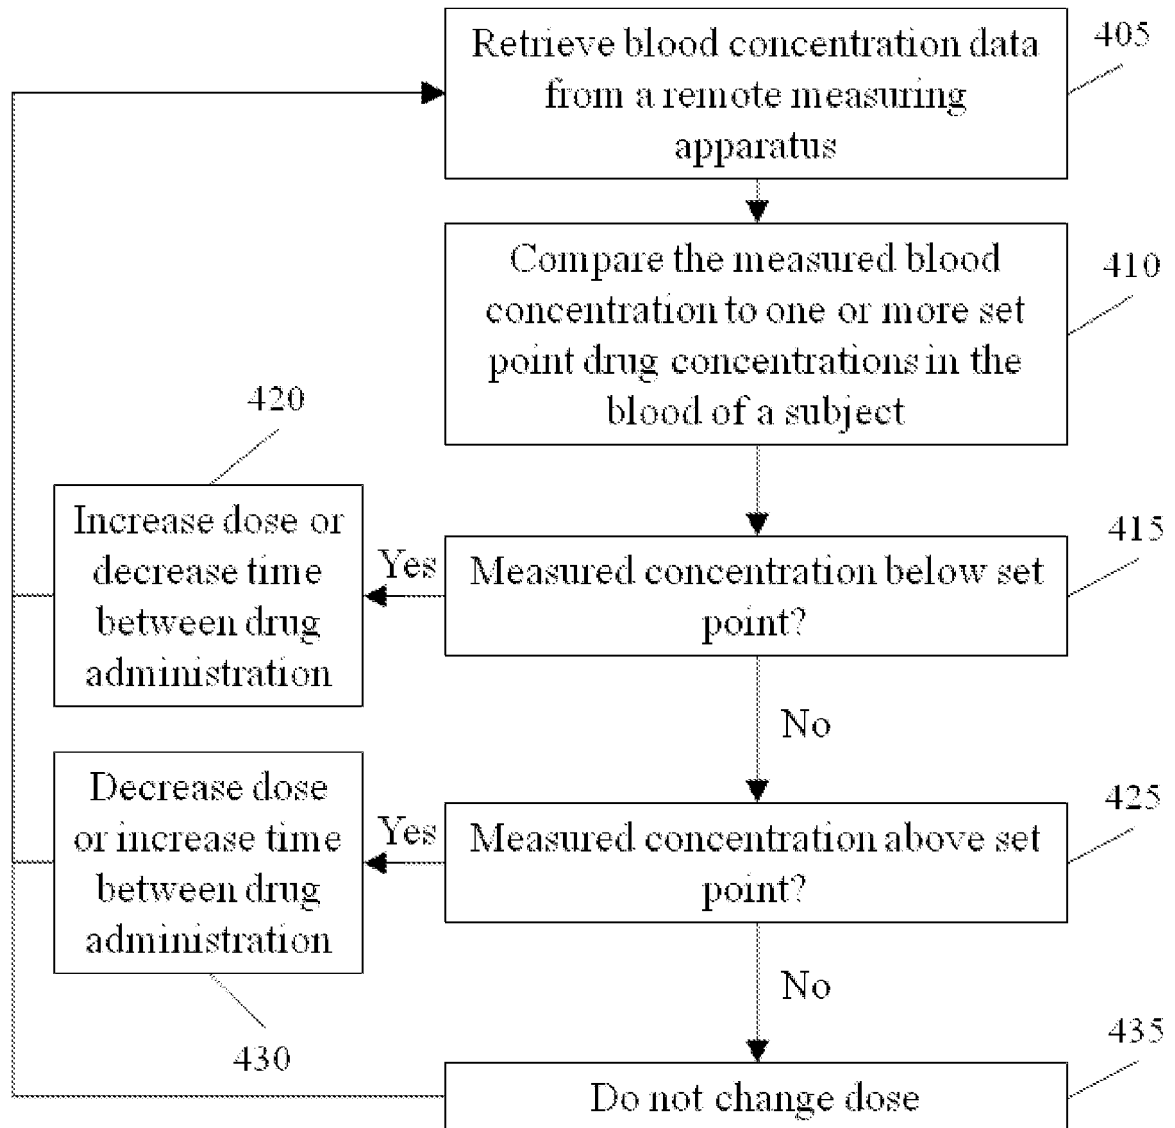 Retrieve blood concentration data
from a remote measuring
apparatus
405
Compare the measured blood
concentration to one or more set
point drug concentrations in the
blood of a subject
410
420
Increase dose or
decrease time
between drug
administration
Yes
Measured concentration below set
point?
415
No
Decrease dose
or increase time
between drug
administration
Yes
Measured concentration above set
point?
425
No
430
435
Do not change dose